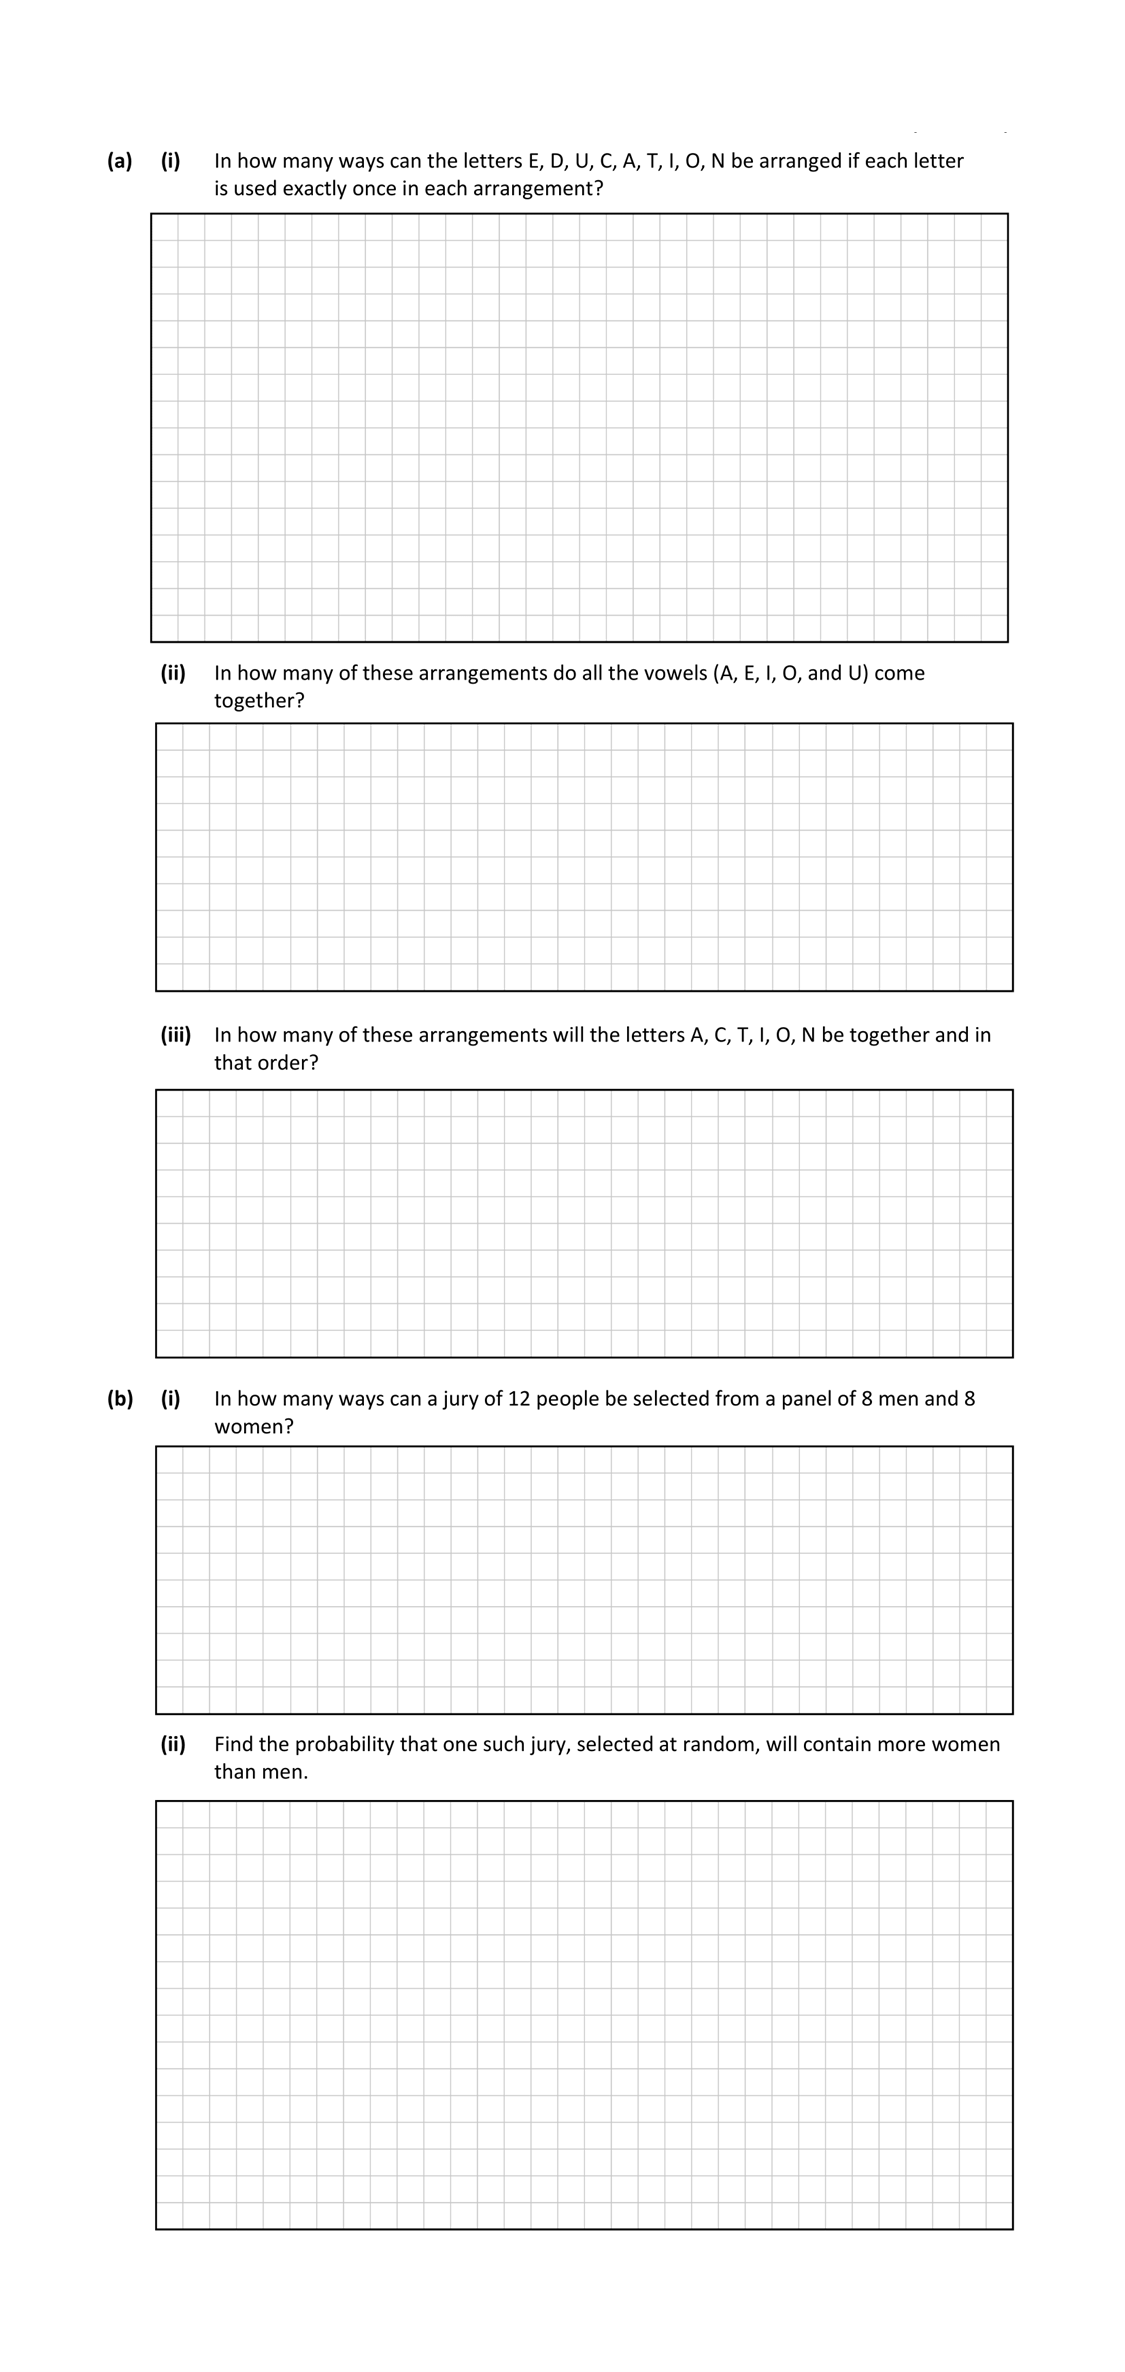 (a) (i) In how many ways can the letters E, D, U, C, A, T, I, O, N be arranged if each letter
is used exactly once in each arrangement?
(ii) In how many of these arrangements do all the vowels (A, E, I, O, and U) come
together?
(iii) In how many of these arrangements will the letters A, C, T, I, O, N be together and in
that order?
(b) (i) In how many ways can a jury of 12 people be selected from a panel of 8 men and 8
women?
(ii) Find the probability that one such jury, selected at random, will contain more women
than men.